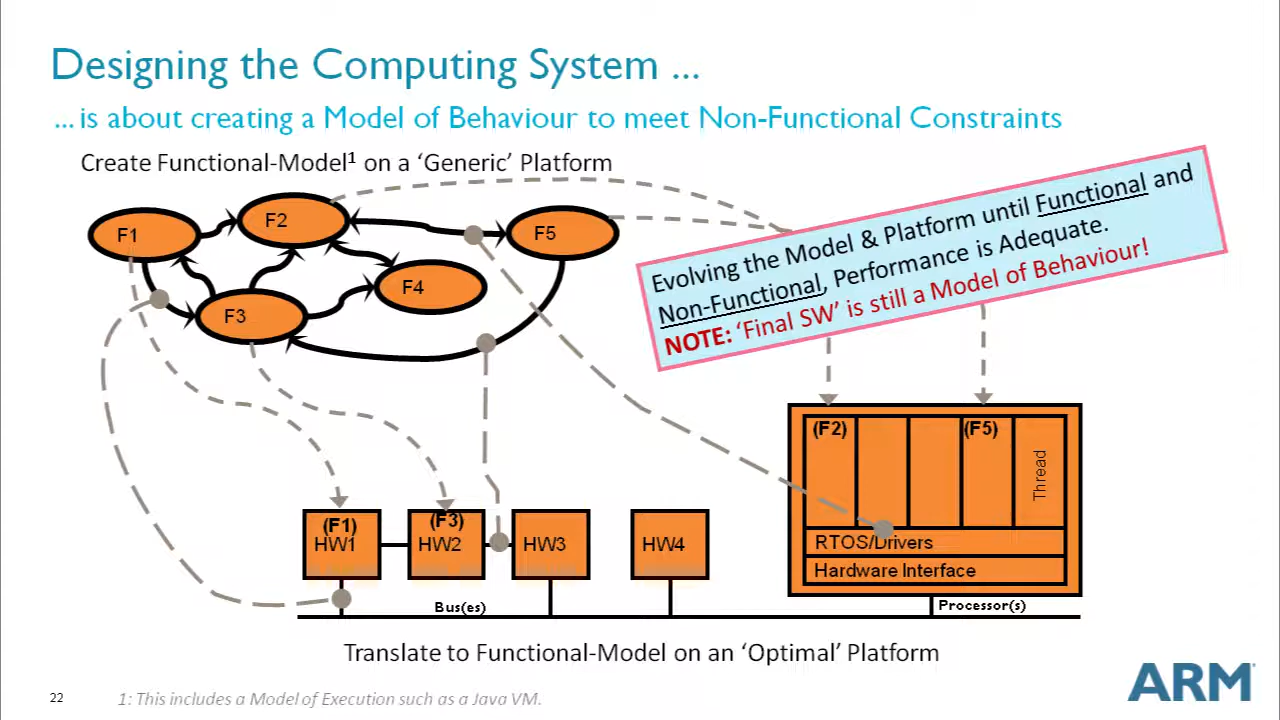 Designing the Computing System ...
... is about creating a Model of Behaviour to meet Non-Functional Constraints
Create Functional-Model¹ on a ‘Generic’ Platform
F1
F2
F5
F4
F3
Evolving the Model & Platform until Functional and
Non-Functional, Performance is Adequate.
NOTE: ‘Final SW’ is still a Model of Behaviour!
(F2)
(F5)
Thread
RTOS/Drivers
Hardware Interface
(F1)
HW1
(F3)
HW2
HW3
HW4
Bus(es)
Processor(s)
Translate to Functional-Model on an ‘Optimal’ Platform
22
1: This includes a Model of Execution such as a Java VM.
ARM